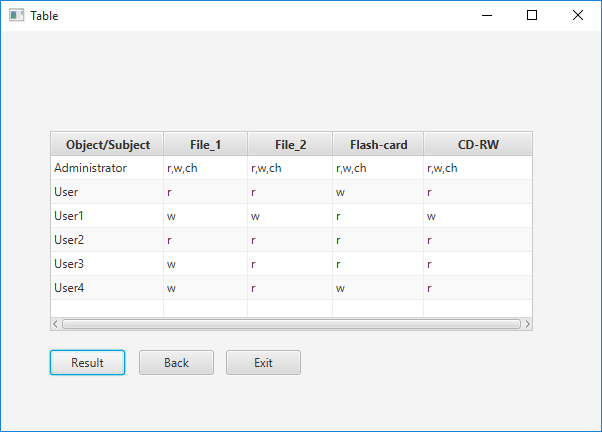 Table
Object/Subject File_1 File_2 Flash-card CD-RW
Administrator r,w,ch r,w,ch r,w,ch r,w,ch
User r r w r
User1 w w r w
User2 r r r r
User3 w r r r
User4 w r w r
Result Back Exit